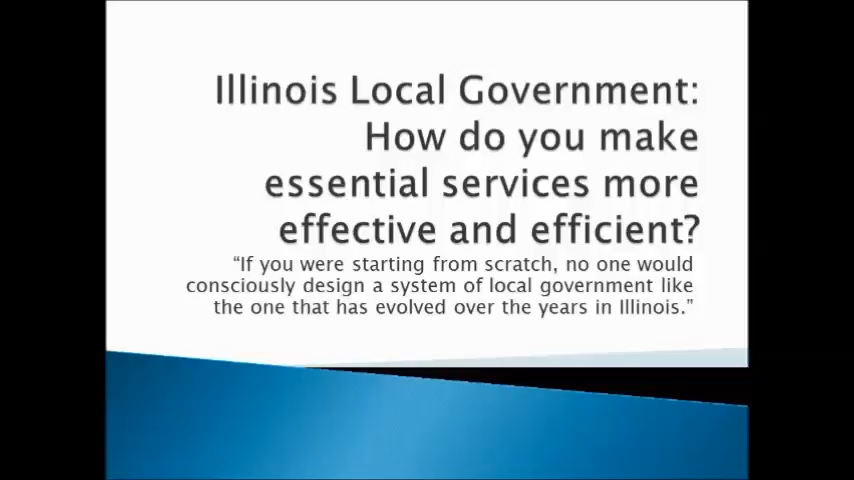 Illinois Local Government:
How do you make
essential services more
effective and efficient?
“If you were starting from scratch, no one would
consciously design a system of local government like
the one that has evolved over the years in Illinois.”